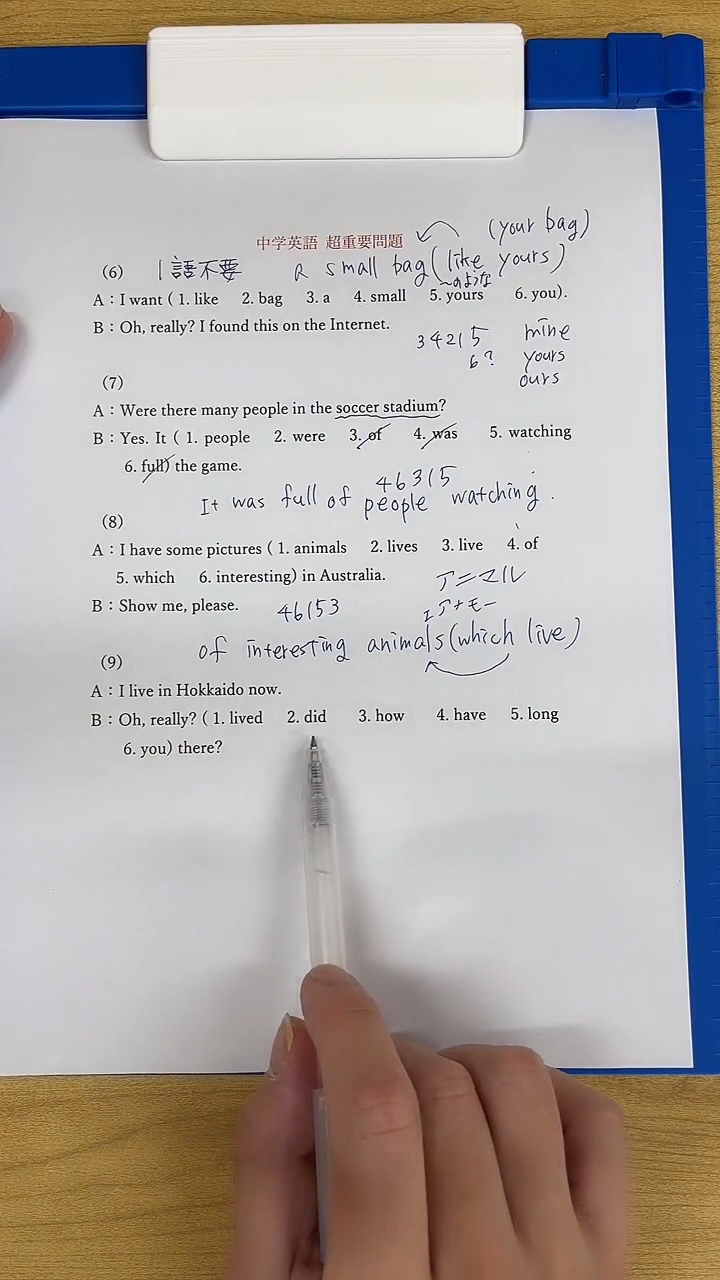 中学英語 超重要問題
(your bag)
(6) 1語不要 a small bag (like yours)
~のような
A：I want ( 1. like 2. bag 3. a 4. small 5. yours 6. you).
B：Oh, really? I found this on the Internet.
34215 mine
6? yours
ours
(7)
A：Were there many people in the soccer stadium?
B：Yes. It ( 1. people 2. were 3. of 4. was 5. watching
6. full) the game.
46315
It was full of people watching.
(8)
A：I have some pictures ( 1. animals 2. lives 3. live 4. of
5. which 6. interesting) in Australia.
アニマル
B：Show me, please. 46153 エアナモー
of interesting animals (which live)
(9)
A：I live in Hokkaido now.
B：Oh, really? ( 1. lived 2. did 3. how 4. have 5. long
6. you) there?